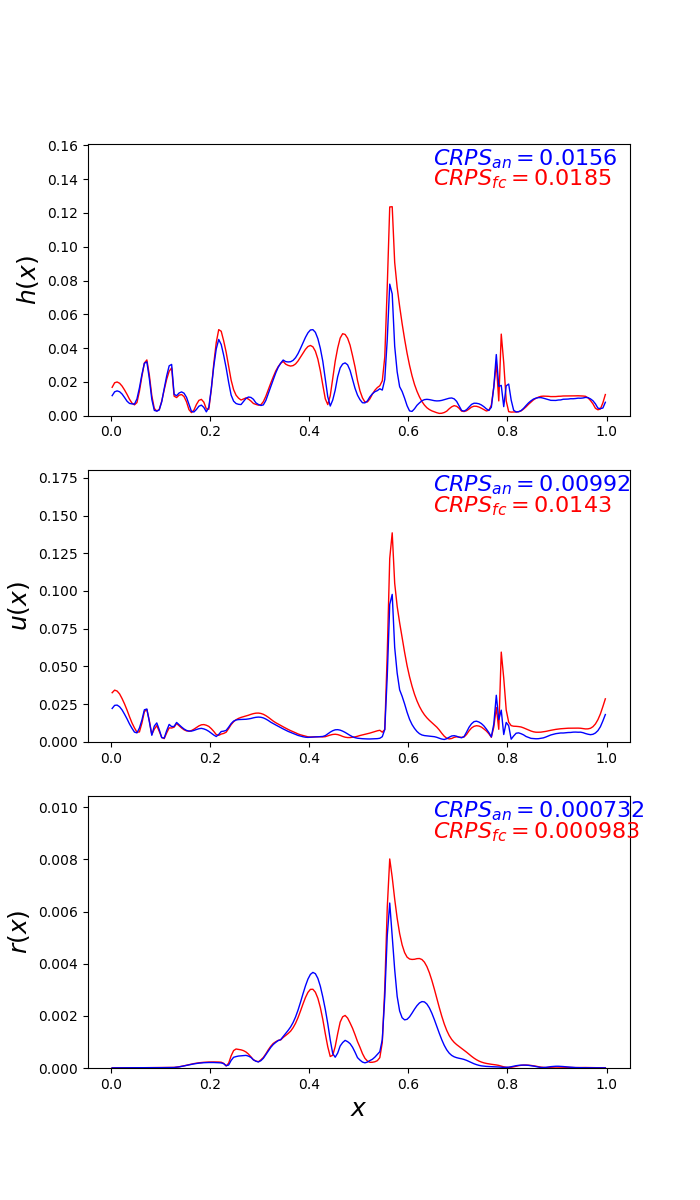 0.16
CRPS_an = 0.0156
0.14
CRPS_fc = 0.0185
0.12
0.10
h(x)
0.08
0.06
0.04
0.02
0.00
0.0 0.2 0.4 0.6 0.8 1.0
0.175
CRPS_an = 0.00992
0.150
CRPS_fc = 0.0143
0.125
0.100
u(x)
0.075
0.050
0.025
0.000
0.0 0.2 0.4 0.6 0.8 1.0
0.010
CRPS_an = 0.000732
CRPS_fc = 0.000983
0.008
0.006
r(x)
0.004
0.002
0.000
0.0 0.2 0.4 0.6 0.8 1.0
x